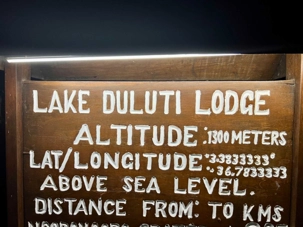 LAKE DULUTI LODGE
ALTITUDE :1300 METERS
LAT/LONGITUDE :-3.3833333°
:-36.7833333
ABOVE SEA LEVEL.
DISTANCE FROM: TO KMS